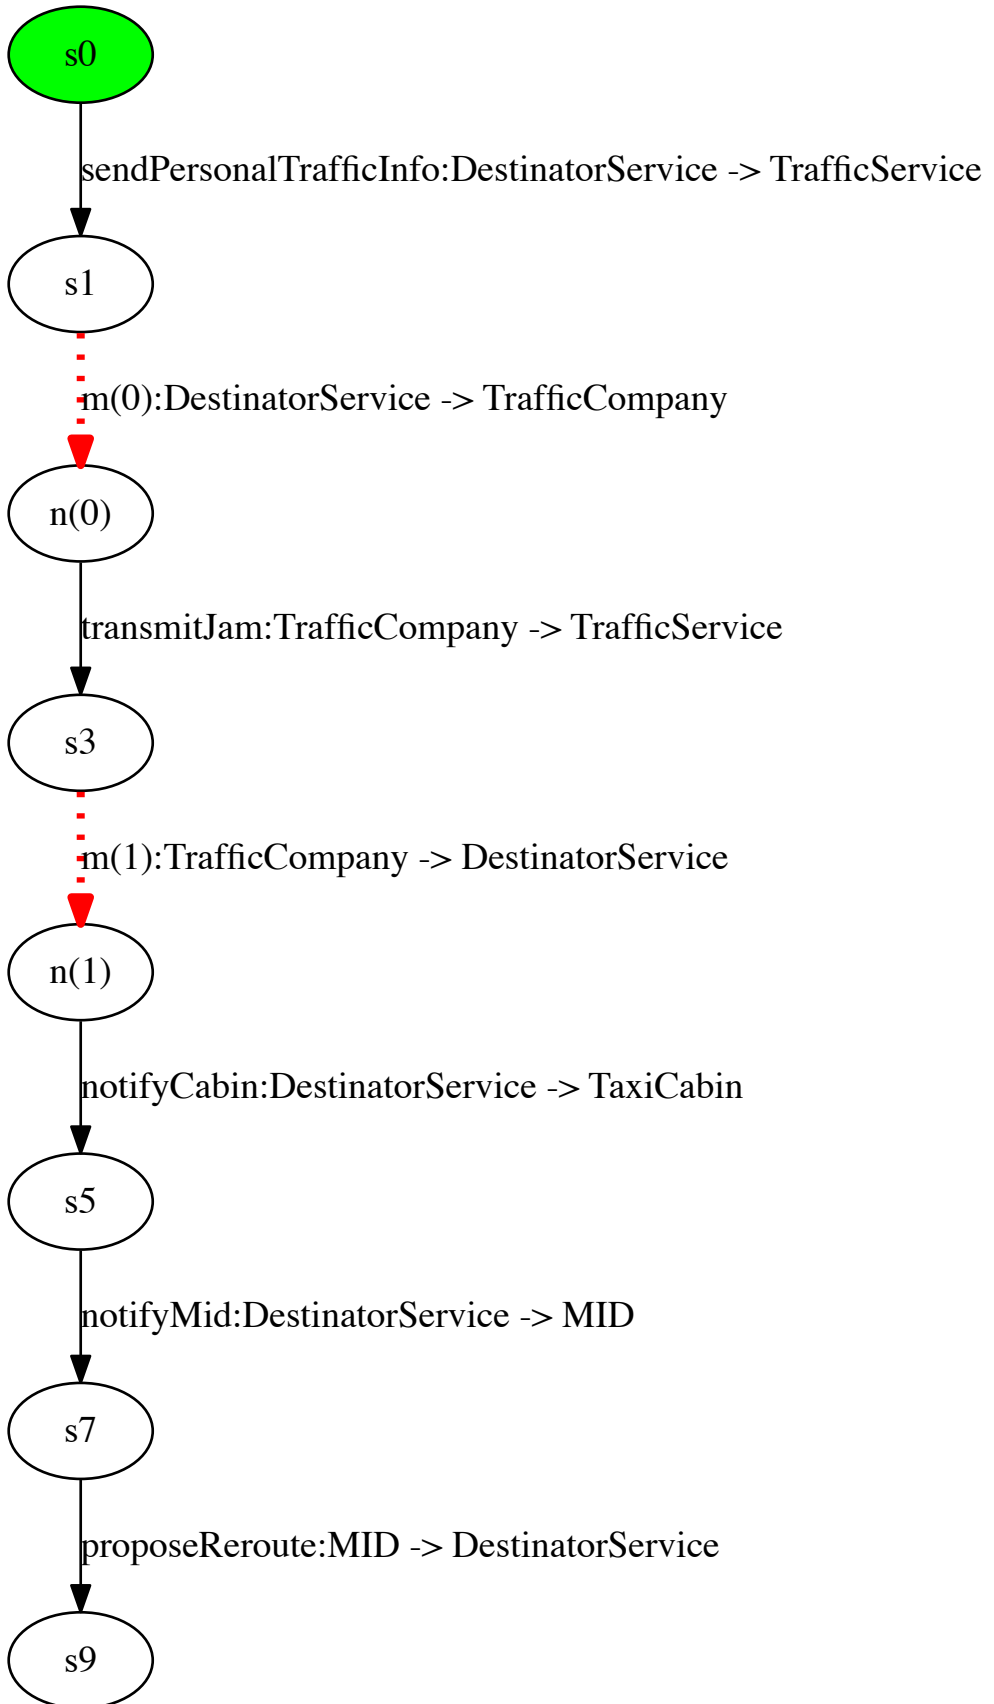 s0
sendPersonalTrafficInfo:DestinatorService -> TrafficService
s1
m(0):DestinatorService -> TrafficCompany
n(0)
transmitJam:TrafficCompany -> TrafficService
s3
m(1):TrafficCompany -> DestinatorService
n(1)
notifyCabin:DestinatorService -> TaxiCabin
s5
notifyMid:DestinatorService -> MID
s7
proposeReroute:MID -> DestinatorService
s9